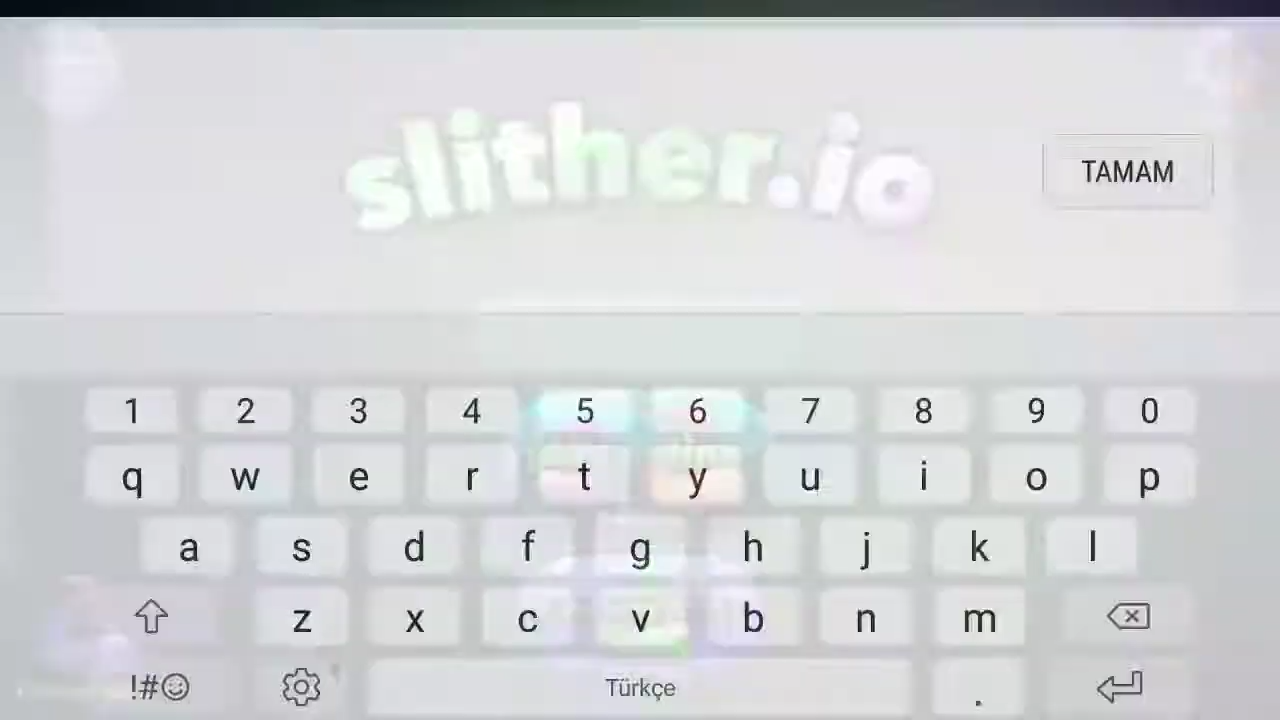 slither.io
TAMAM
1 2 3 4 5 6 7 8 9 0
q w e r t y u i o p
a s d f g h j k l
z x c v b n m
!#☺ Türkçe .